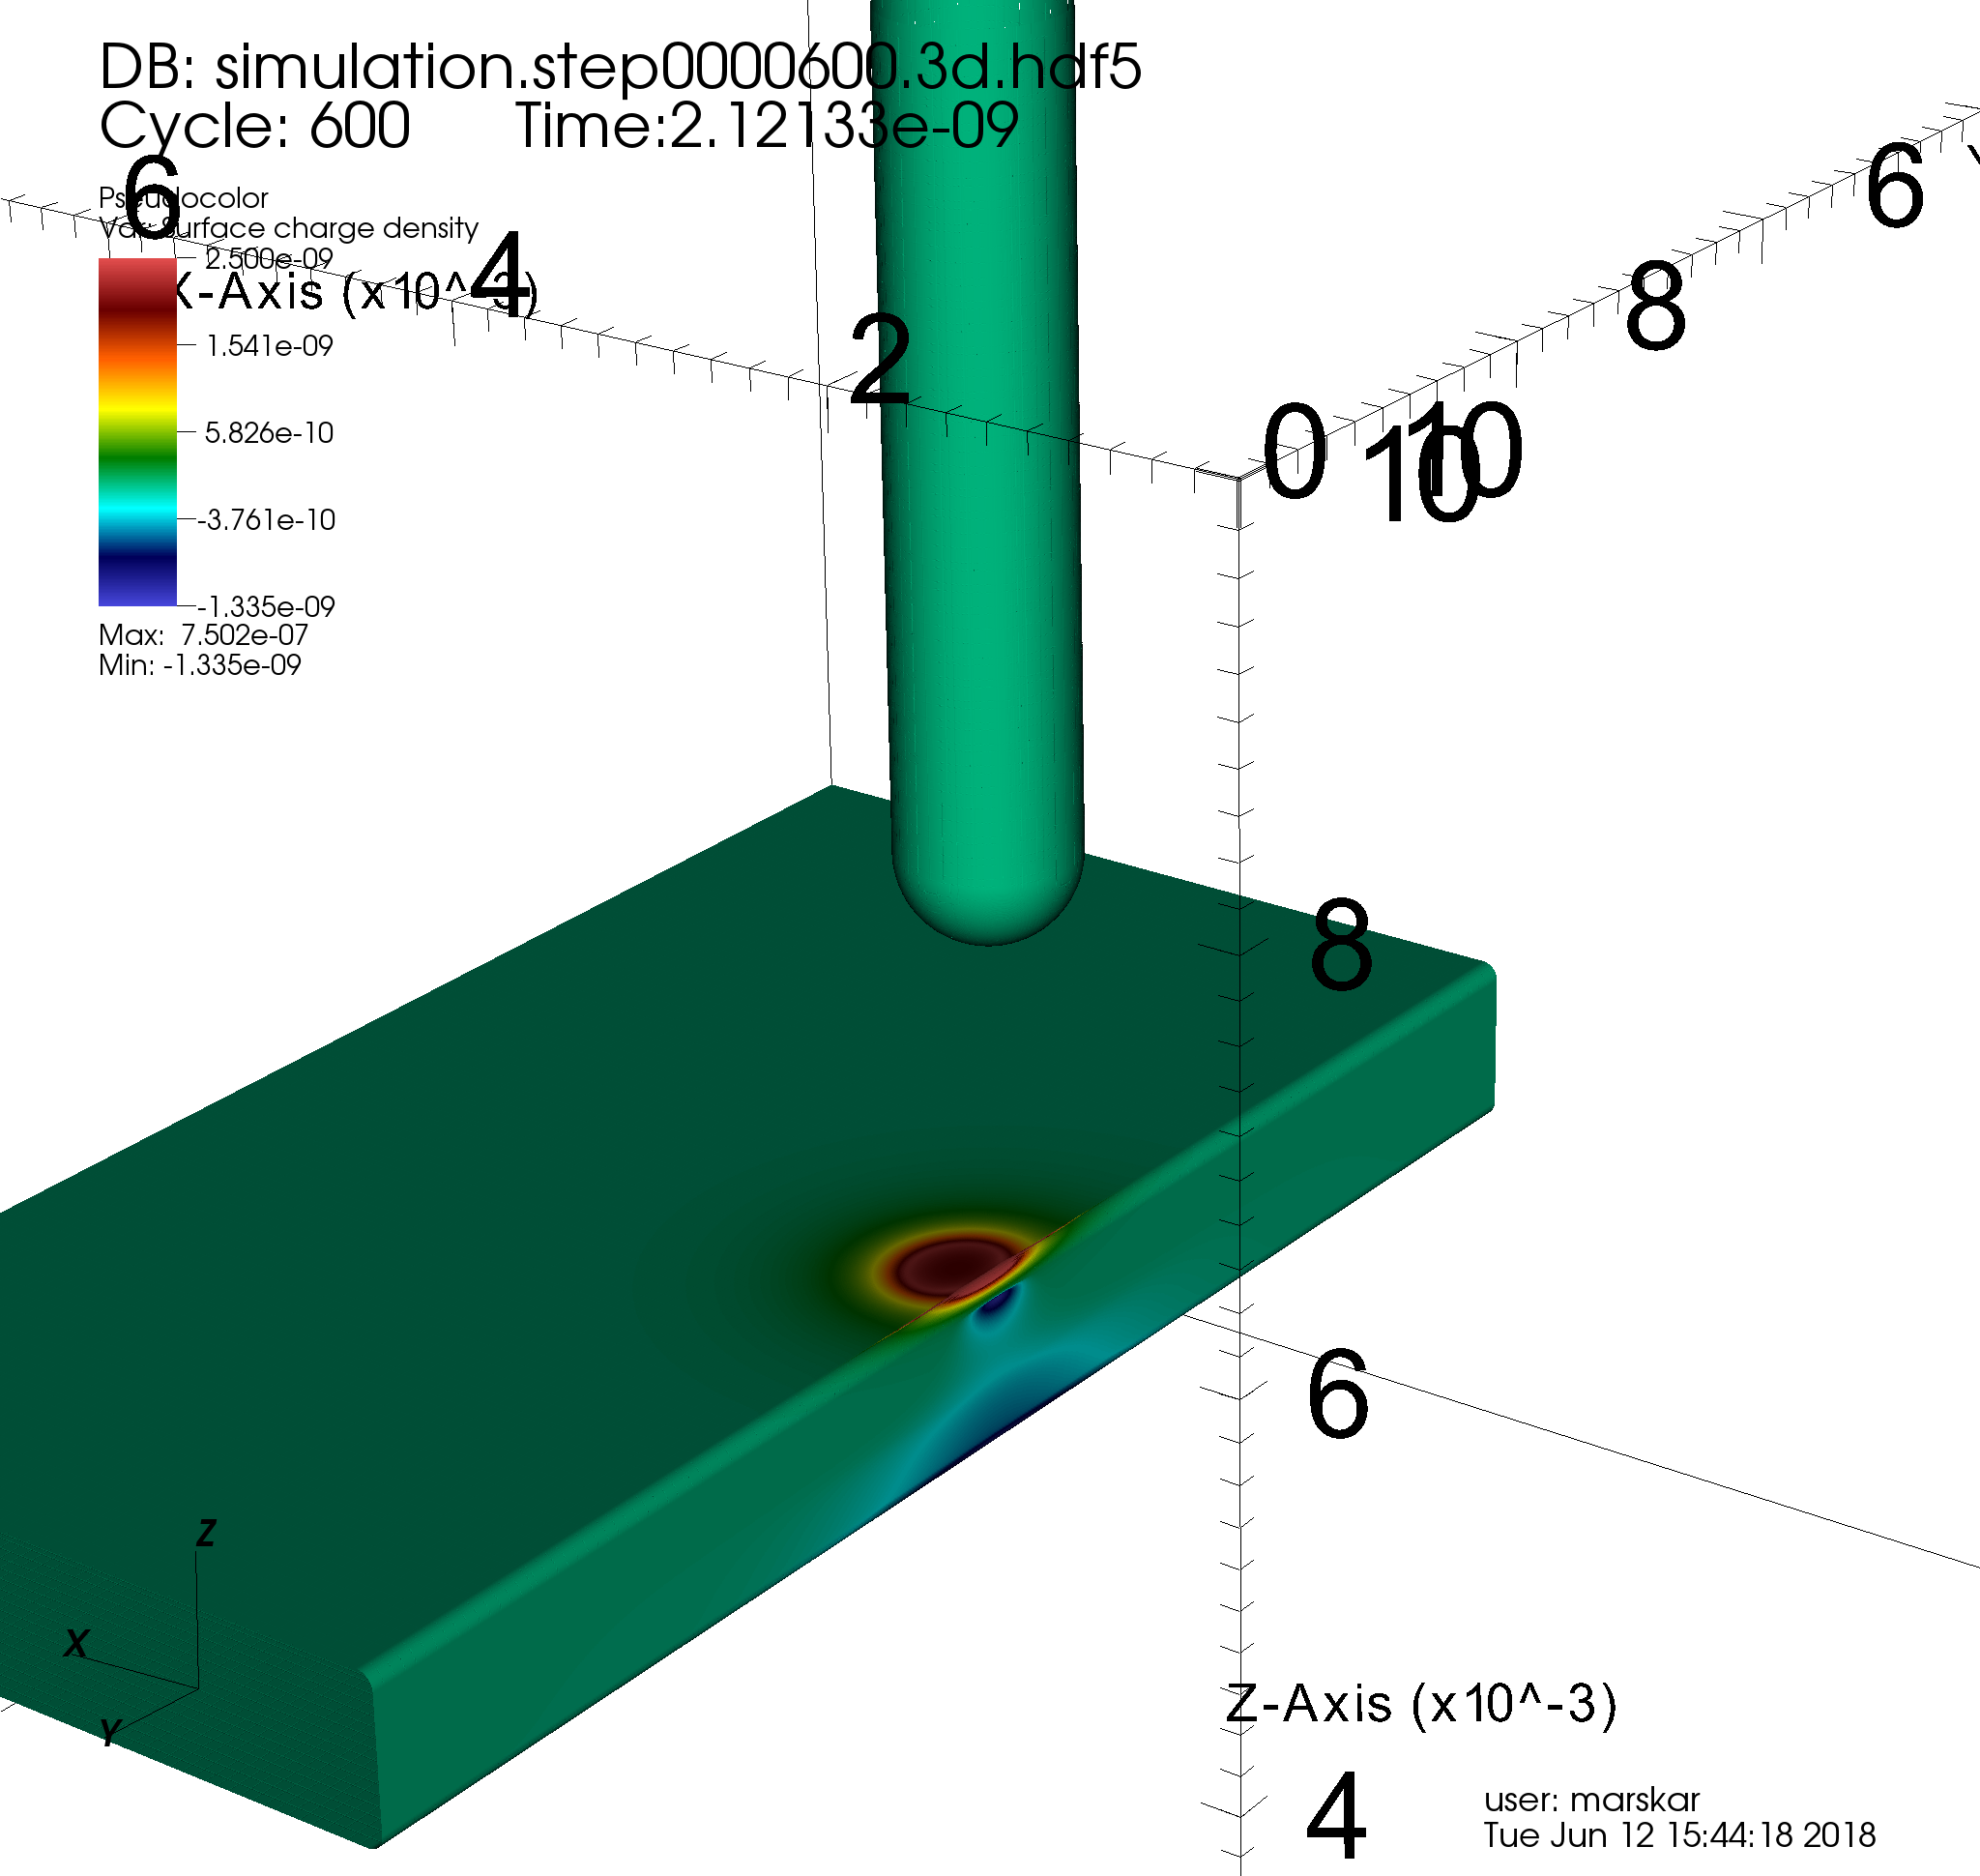 DB: simulation.step0000600.3d.hdf5
Cycle: 600 Time:2.12133e-09
6
Pseudocolor
Var: Surface charge density
2.500e-09
X-Axis (x10^-3)
4
1.541e-09
2
5.826e-10
-3.761e-10
-1.335e-09
Max: 7.502e-07
Min: -1.335e-09
6
8
0
10
10
8
6
Z-Axis (x10^-3)
4
Z
X
Y
user: marskar
Tue Jun 12 15:44:18 2018